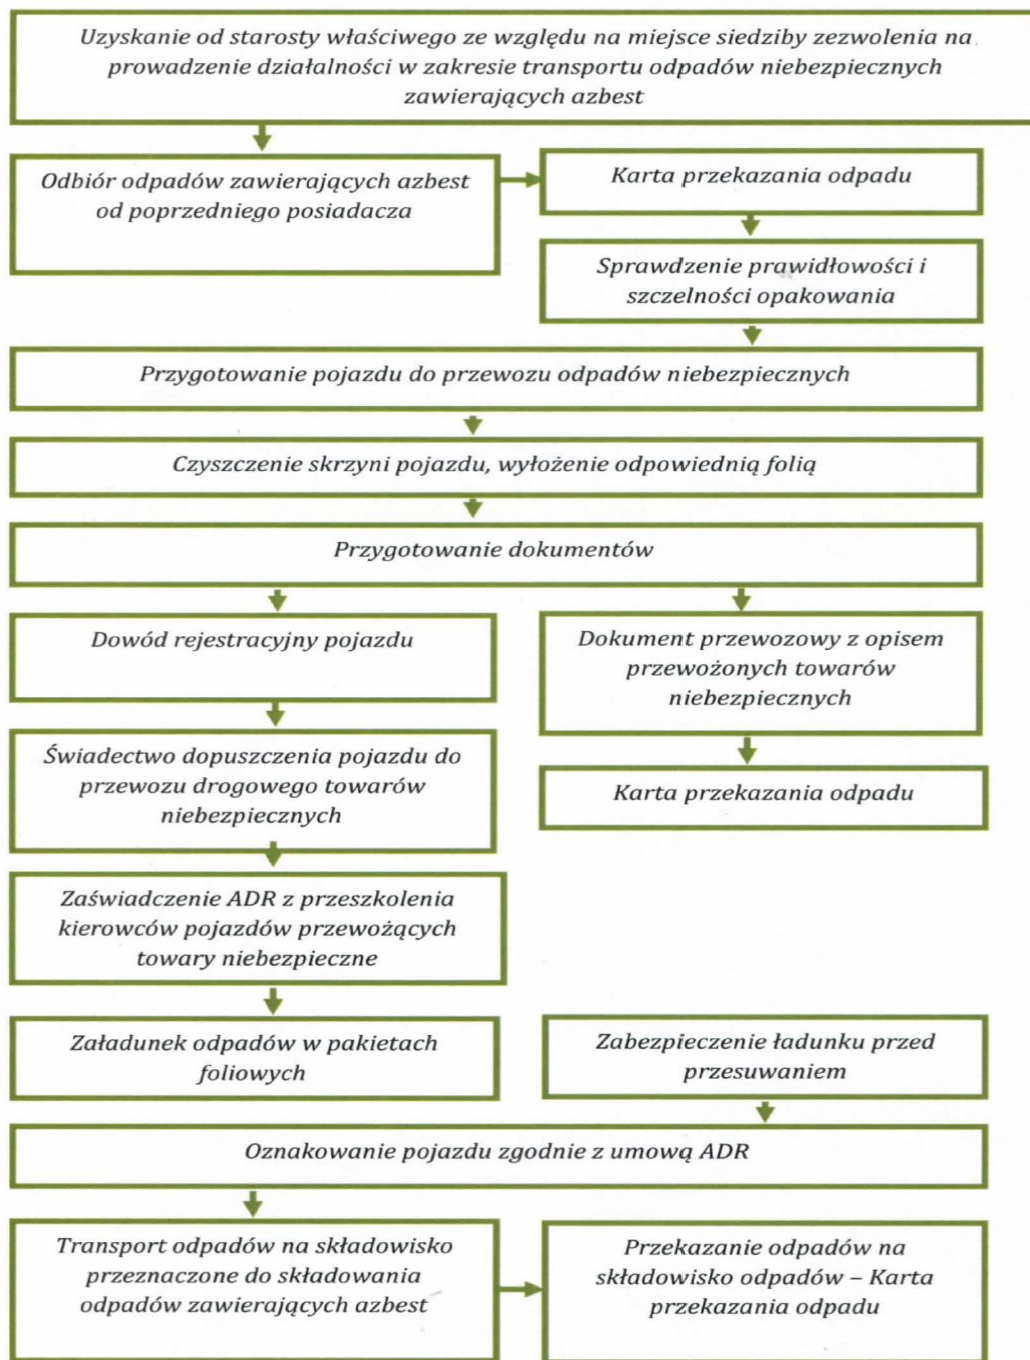 Uzyskanie od starosty właściwego ze względu na miejsce siedziby zezwolenia na
prowadzenie działalności w zakresie transportu odpadów niebezpiecznych
zawierających azbest
Odbiór odpadów zawierających azbest
od poprzedniego posiadacza
Karta przekazania odpadu
Sprawdzenie prawidłowości i
szczelności opakowania
Przygotowanie pojazdu do przewozu odpadów niebezpiecznych
Czyszczenie skrzyni pojazdu, wyłożenie odpowiednią folią
Przygotowanie dokumentów
Dowód rejestracyjny pojazdu
Dokument przewozowy z opisem
przewożonych towarów
niebezpiecznych
Świadectwo dopuszczenia pojazdu do
przewozu drogowego towarów
niebezpiecznych
Karta przekazania odpadu
Zaświadczenie ADR z przeszkolenia
kierowców pojazdów przewożących
towary niebezpieczne
Załadunek odpadów w pakietach
foliowych
Zabezpieczenie ładunku przed
przesuwaniem
Oznakowanie pojazdu zgodnie z umową ADR
Transport odpadów na składowisko
przeznaczone do składowania
odpadów zawierających azbest
Przekazanie odpadów na
składowisko odpadów – Karta
przekazania odpadu